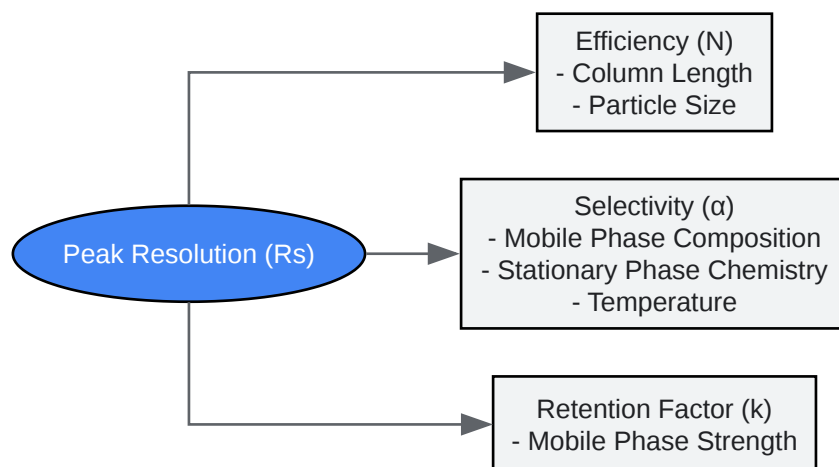 Efficiency (N)
- Column Length
- Particle Size
Selectivity (α)
- Mobile Phase Composition
- Stationary Phase Chemistry
- Temperature
Peak Resolution (Rs)
Retention Factor (k)
- Mobile Phase Strength